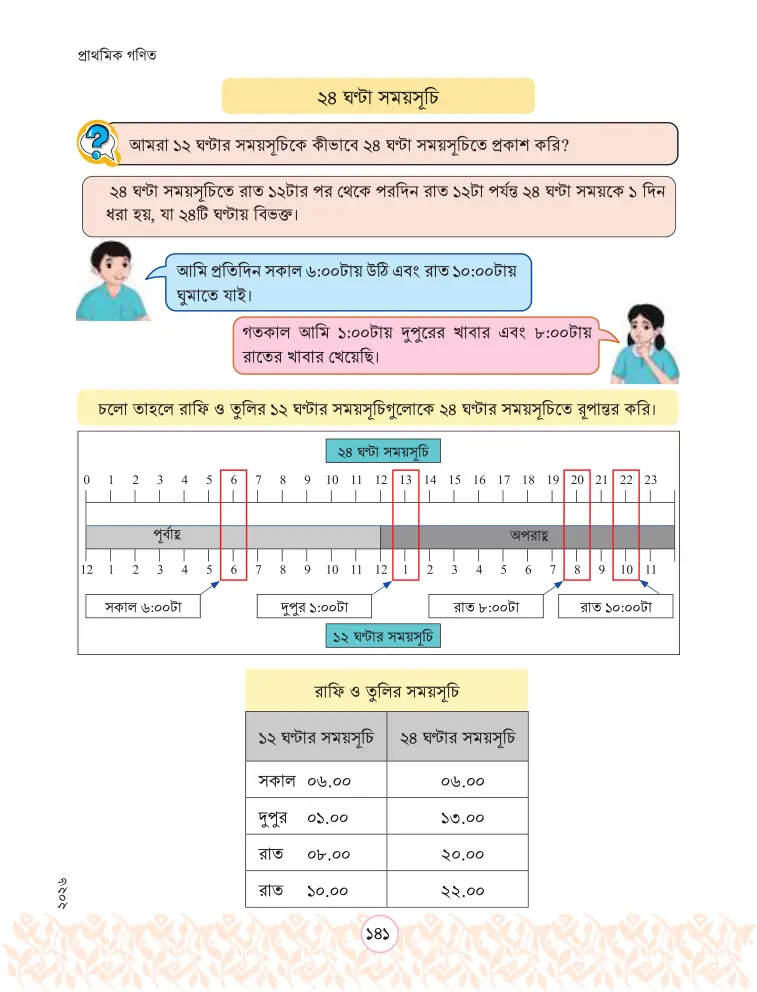 প্রাথমিক গণিত
২৪ ঘণ্টা সময়সূচি
আমরা ১২ ঘণ্টার সময়সূচিকে কীভাবে ২৪ ঘণ্টা সময়সূচিতে প্রকাশ করি?
২৪ ঘণ্টা সময়সূচিতে রাত ১২টার পর থেকে পরদিন রাত ১২টা পর্যন্ত ২৪ ঘণ্টা সময়কে ১ দিন
ধরা হয়, যা ২৪টি ঘণ্টায় বিভক্ত।
আমি প্রতিদিন সকাল ৬:০০টায় উঠি এবং রাত ১০:০০টায়
ঘুমাতে যাই।
গতকাল আমি ১:০০টায় দুপুরের খাবার এবং ৮:০০টায়
রাতের খাবার খেয়েছি।
চলো তাহলে রাফি ও তুলির ১২ ঘণ্টার সময়সূচিগুলোকে ২৪ ঘণ্টার সময়সূচিতে রূপান্তর করি।
২৪ ঘণ্টা সময়সূচি
0 1 2 3 4 5 6 7 8 9 10 11 12 13 14 15 16 17 18 19 20 21 22 23
পূর্বাহ্ণ অপরাহ্ণ
12 1 2 3 4 5 6 7 8 9 10 11 12 1 2 3 4 5 6 7 8 9 10 11
সকাল ৬:০০টা দুপুর ১:০০টা রাত ৮:০০টা রাত ১০:০০টা
১২ ঘণ্টার সময়সূচি
রাফি ও তুলির সময়সূচি
১২ ঘণ্টার সময়সূচি ২৪ ঘণ্টার সময়সূচি
সকাল ০৬.০০ ০৬.০০
দুপুর ০১.০০ ১৩.০০
রাত ০৮.০০ ২০.০০
রাত ১০.০০ ২২.০০
২০২৬
১৪১